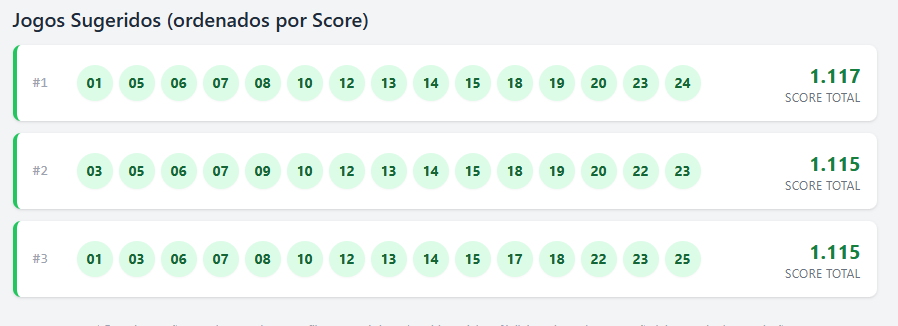 Jogos Sugeridos (ordenados por Score)
#1 01 05 06 07 08 10 12 13 14 15 18 19 20 23 24 1.117
SCORE TOTAL
#2 03 05 06 07 09 10 12 13 14 15 18 19 20 22 23 1.115
SCORE TOTAL
#3 01 03 06 07 08 10 12 13 14 15 17 18 22 23 25 1.115
SCORE TOTAL